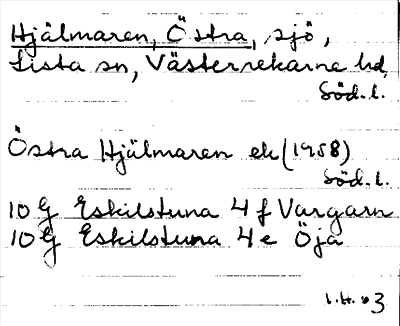 Hjälmaren, Östra, sjö,
Lista sn, Västerrekarne hd,
Söd. l.
Östra Hjälmaren ek (1958)
Söd. l.
10 G Eskilstuna 4 f Vargarn
10 G Eskilstuna 4 e Öja